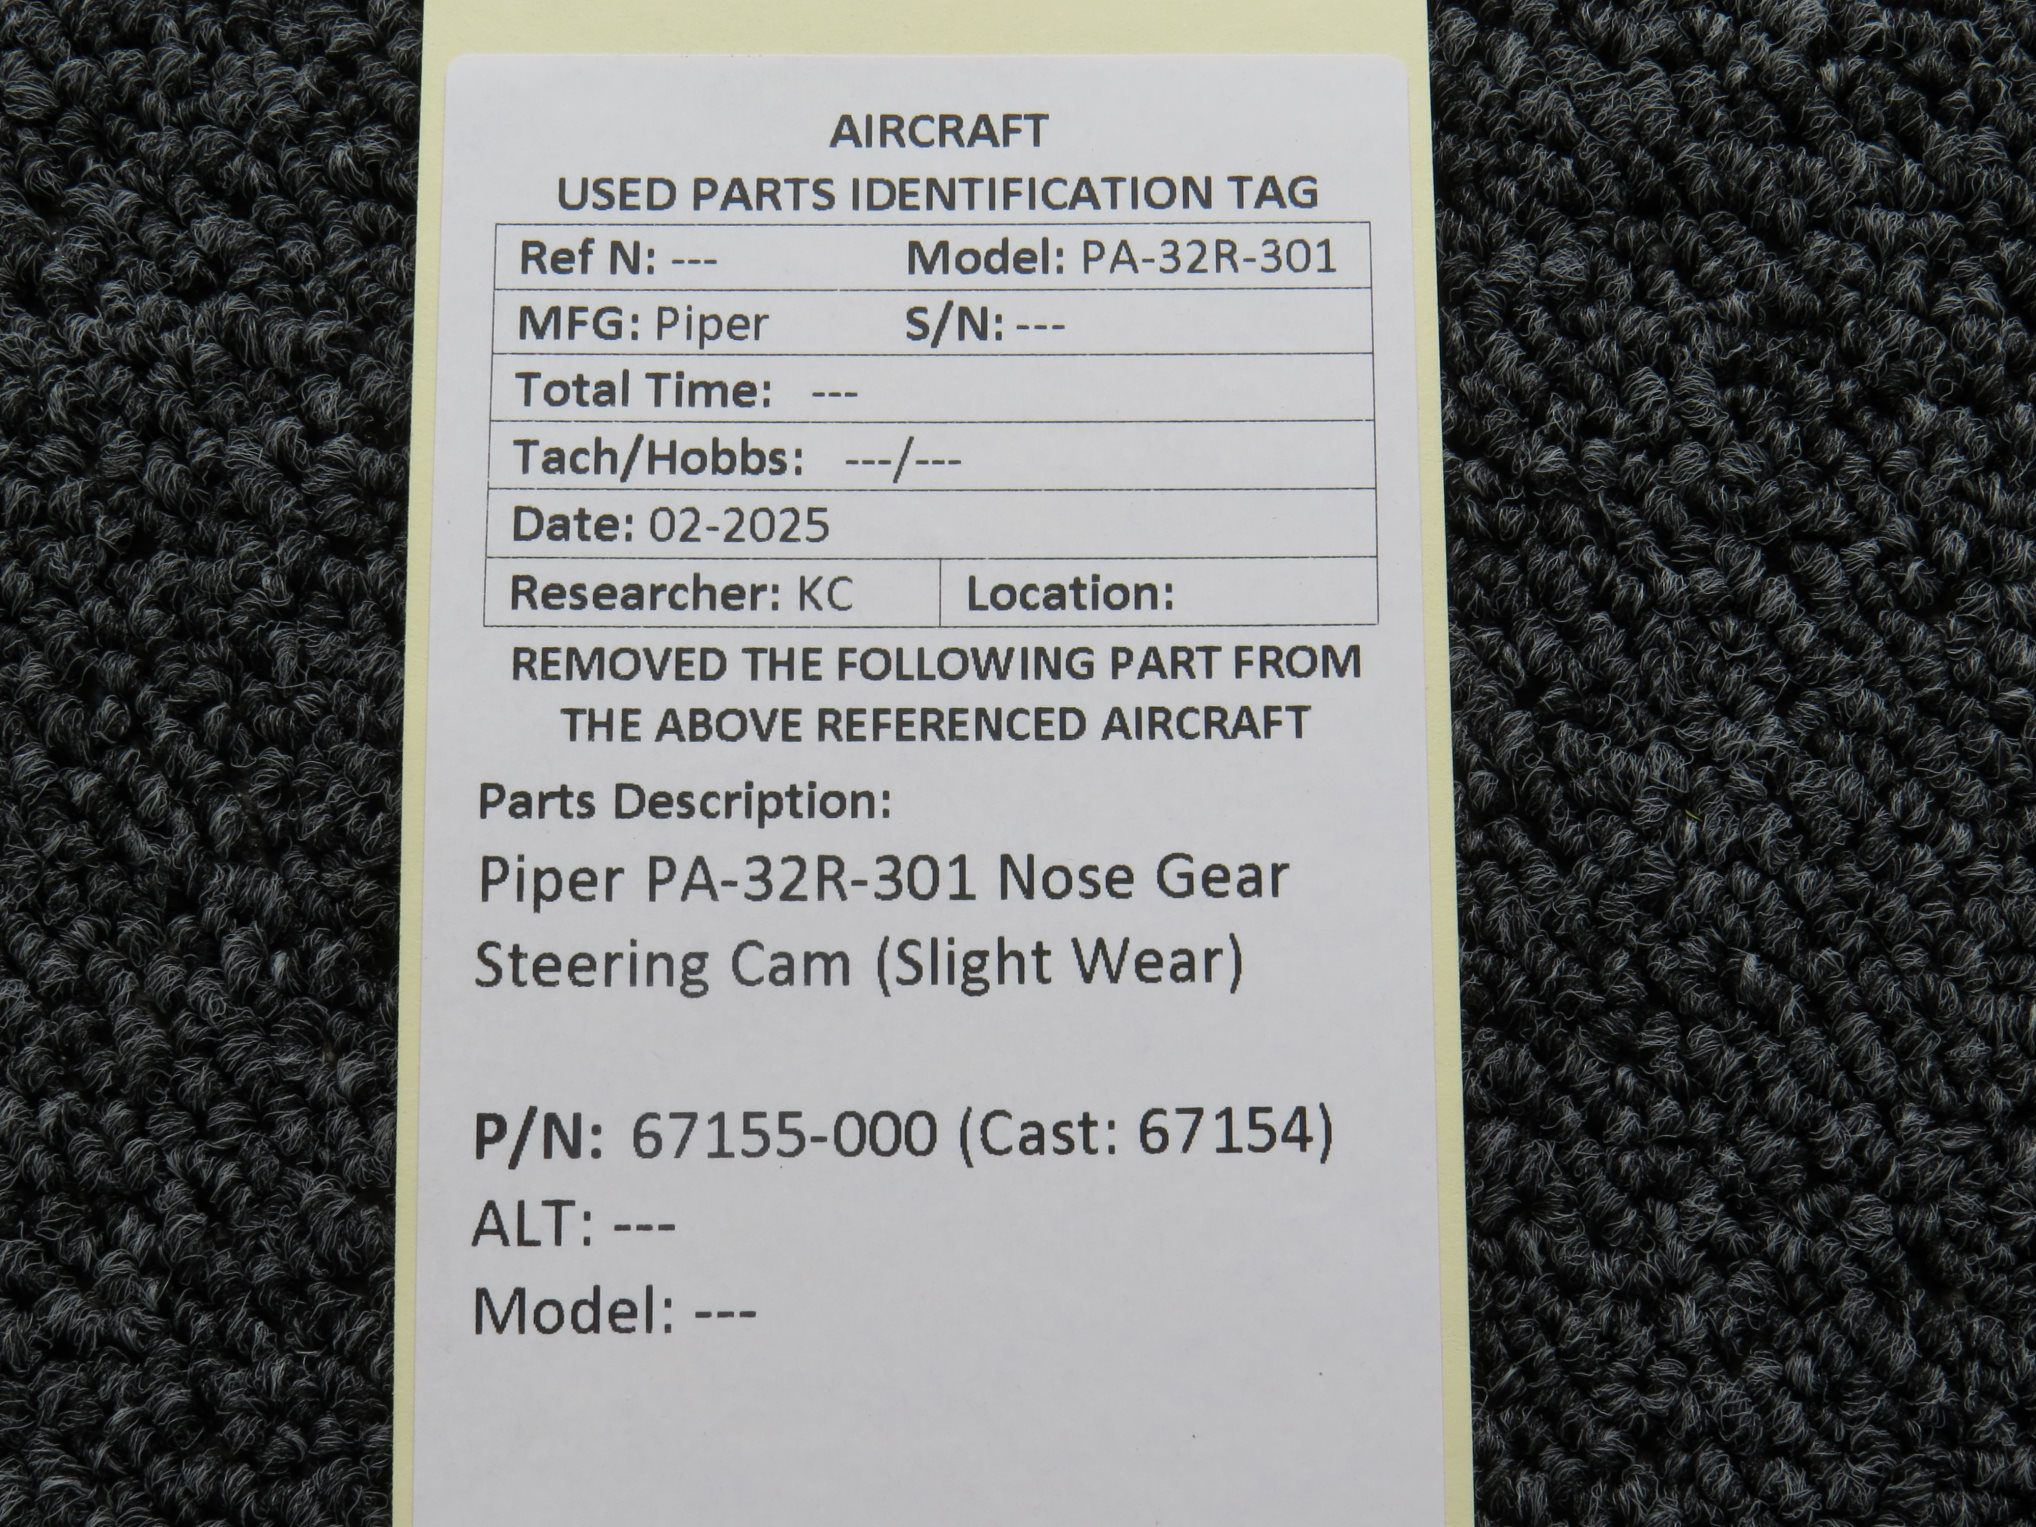 AIRCRAFT
USED PARTS IDENTIFICATION TAG
Ref N: --- Model: PA-32R-301
MFG: Piper S/N: ---
Total Time: ---
Tach/Hobbs: ---/---
Date: 02-2025
Researcher: KC Location:
REMOVED THE FOLLOWING PART FROM
THE ABOVE REFERENCED AIRCRAFT
Parts Description:
Piper PA-32R-301 Nose Gear
Steering Cam (Slight Wear)
P/N: 67155-000 (Cast: 67154)
ALT: ---
Model: ---